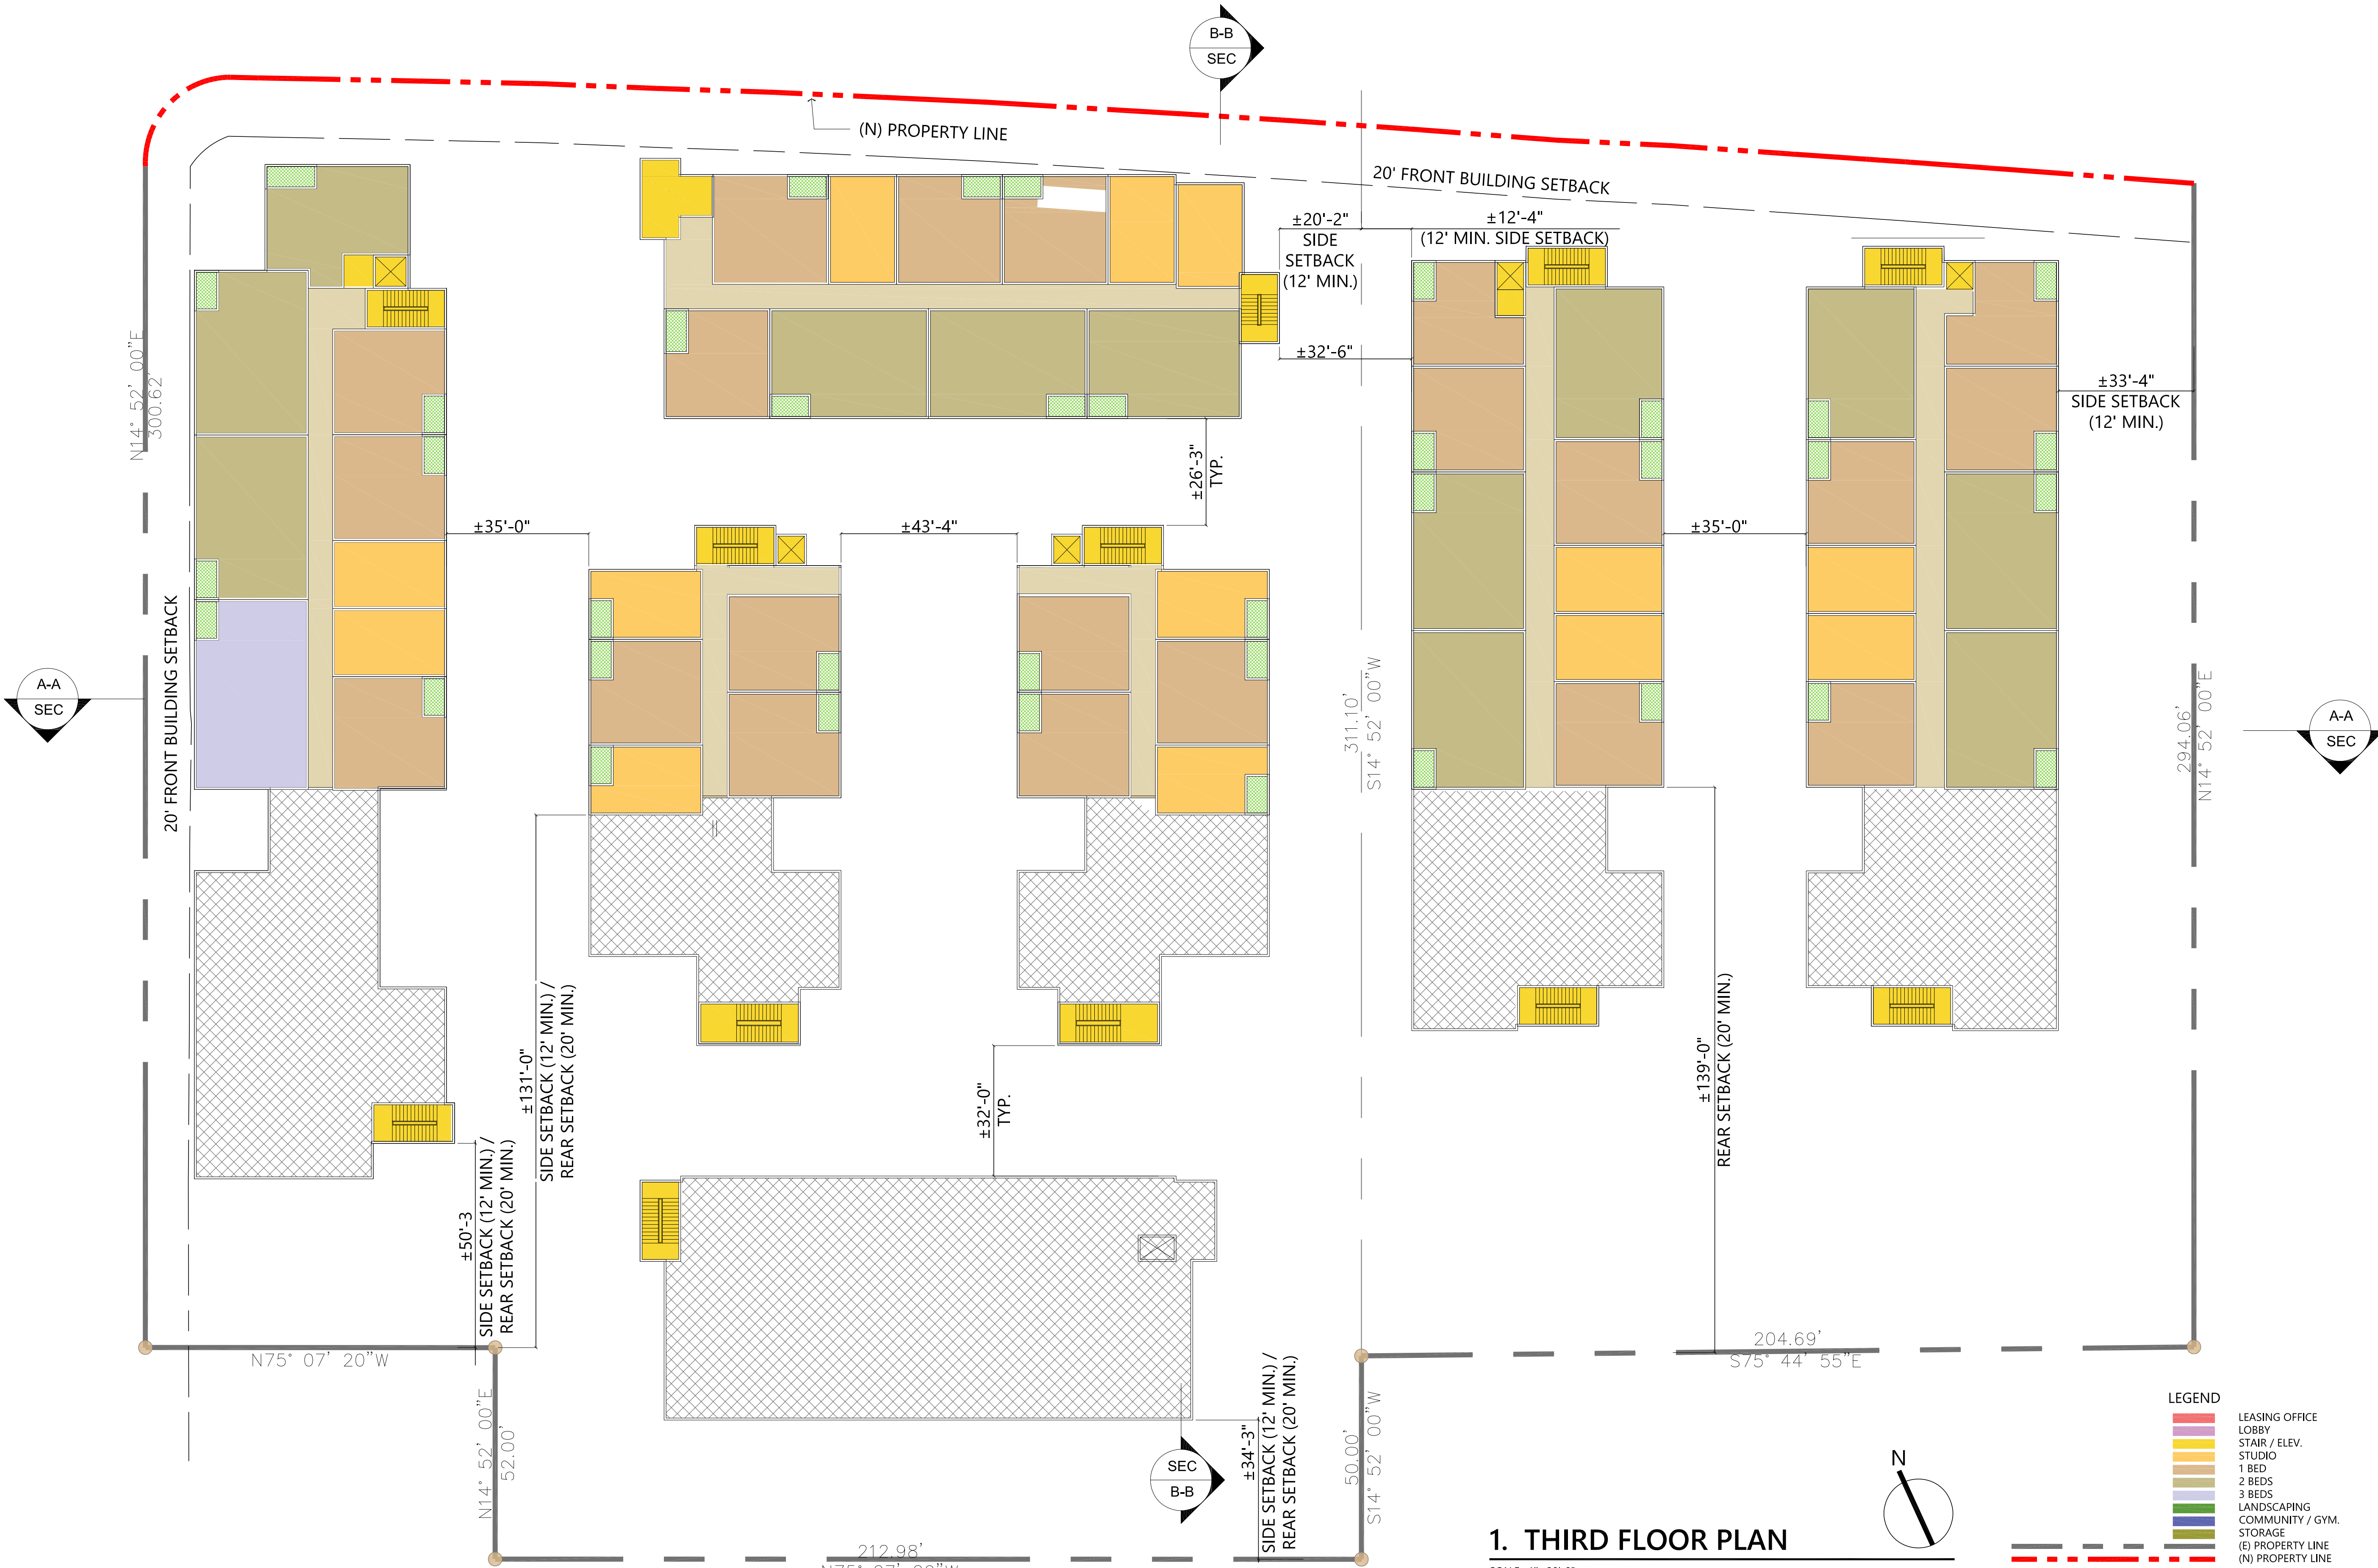 B-B
SEC
(N) PROPERTY LINE
20' FRONT BUILDING SETBACK
±20'-2"
SIDE
SETBACK
(12' MIN.)
±12'-4"
(12' MIN. SIDE SETBACK)
±32'-6"
±33'-4"
SIDE SETBACK
(12' MIN.)
N14° 52' 00"E
300.62'
±26'-3"
TYP.
±35'-0"
±43'-4"
±35'-0"
20' FRONT BUILDING SETBACK
A-A
SEC
311.10'
S14° 52' 00"W
294.06'
N14° 52' 00"E
A-A
SEC
±131'-0"
SIDE SETBACK (12' MIN.) /
REAR SETBACK (20' MIN.)
±32'-0"
TYP.
±139'-0"
REAR SETBACK (20' MIN.)
±50'-3
SIDE SETBACK (12' MIN.) /
REAR SETBACK (20' MIN.)
N75° 07' 20"W
204.69'
S75° 44' 55"E
N14° 52' 00"E
52.00'
±34'-3"
SIDE SETBACK (12' MIN.) /
REAR SETBACK (20' MIN.)
50.00'
S14° 52' 00"W
SEC
B-B
212.98'
1. THIRD FLOOR PLAN
N
LEGEND
LEASING OFFICE
LOBBY
STAIR / ELEV.
STUDIO
1 BED
2 BEDS
3 BEDS
LANDSCAPING
COMMUNITY / GYM.
STORAGE
(E) PROPERTY LINE
(N) PROPERTY LINE